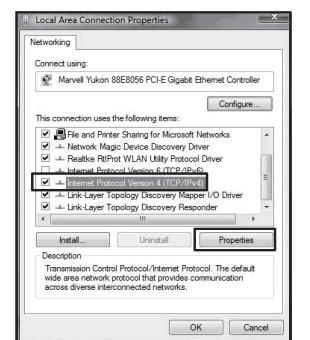 Local Area Connection Properties
Networking
Connect using:
Marvell Yukon 88E8056 PCI-E Gigabit Ethernet Controller
Configure...
This connection uses the following items:
File and Printer Sharing for Microsoft Networks
Network Magic Device Discovery Driver
Realtke RtlProt WLAN Utility Protocol Driver
Internet Protocol Version 6 (TCP/IPv6)
Internet Protocol Version 4 (TCP/IPv4)
Link-Layer Topology Discovery Mapper I/O Driver
Link-Layer Topology Discovery Responder
Install...
Uninstall
Properties
Description
Transmission Control Protocol/Internet Protocol. The default
wide area network protocol that provides communication
across diverse interconnected networks.
OK
Cancel